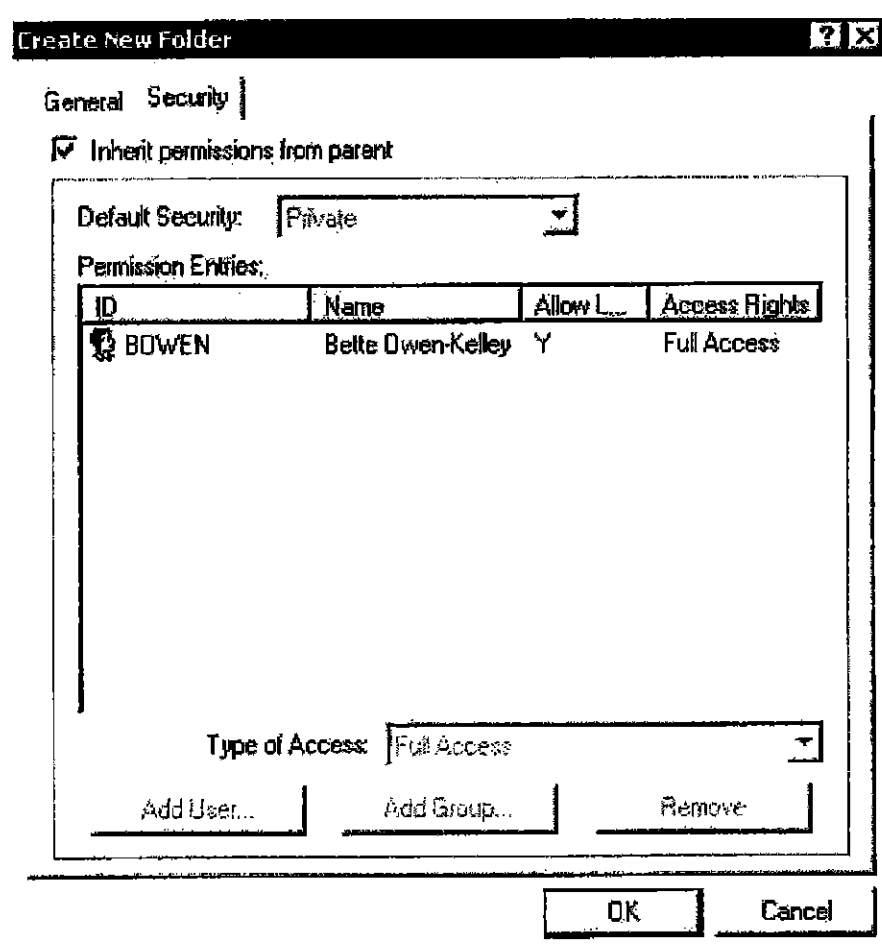 Create New Folder
General Security
Inherit permissions from parent
Default Security: Private
Permission Entries:
ID Name Allow L... Access Rights
BOWEN Bette Owen-Kelley Y Full Access
Type of Access: Full Access
Add User... Add Group... Remove
OK Cancel